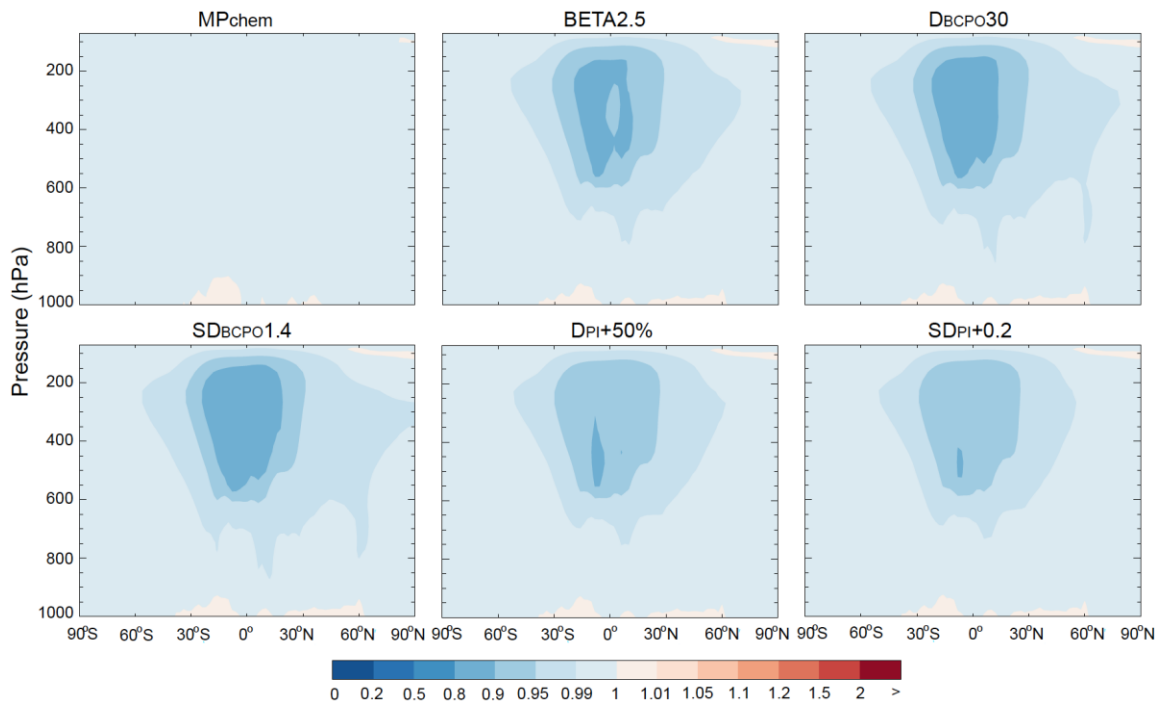 MPchem BETA2.5 DBCPO30
200
400
600
800
1000
Pressure (hPa)
SDBCPO1.4 DPI+50% SDPI+0.2
200
400
600
800
1000
90°S 60°S 30°S 0° 30°N 60°N 90°N 60°S 30°S 0° 30°N 60°N 90°N 60°S 30°S 0° 30°N 60°N 90°N
0 0.2 0.5 0.8 0.9 0.95 0.99 1 1.01 1.05 1.1 1.2 1.5 2 >